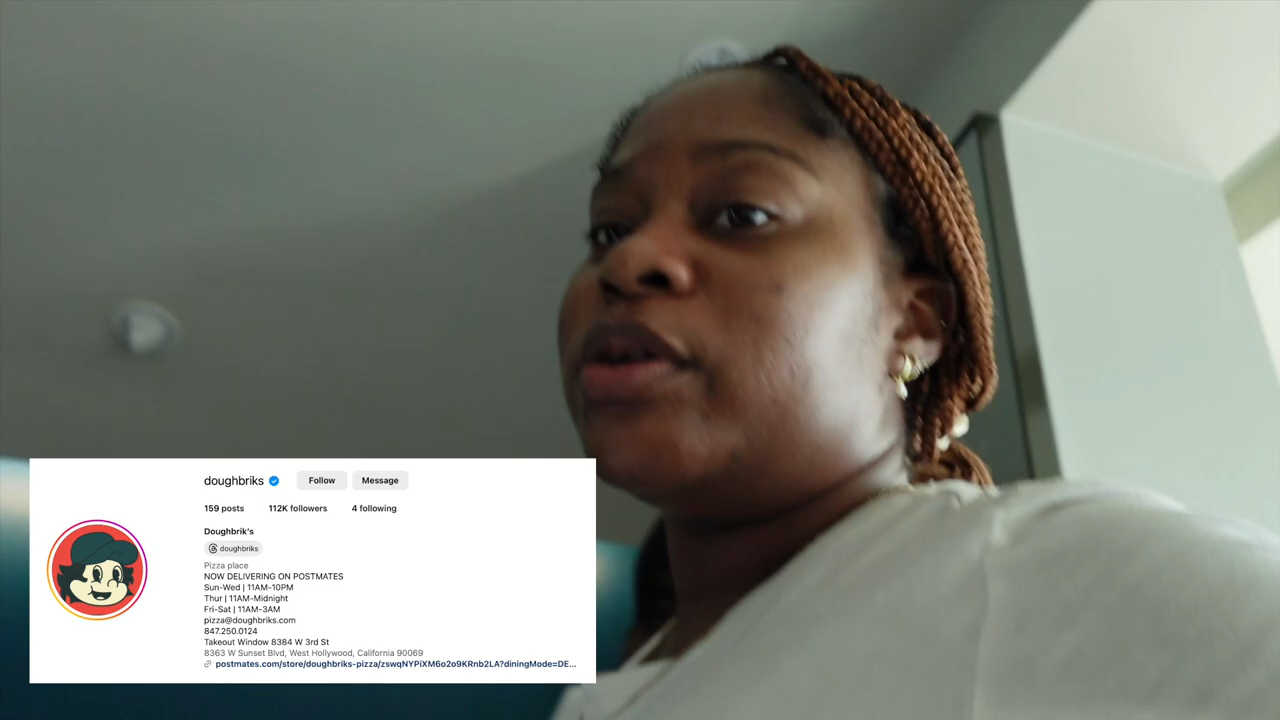 doughbriks Follow Message
159 posts 112K followers 4 following
Doughbrik's
doughbriks
Pizza place
NOW DELIVERING ON POSTMATES
Sun-Wed | 11AM-10PM
Thur | 11AM-Midnight
Fri-Sat | 11AM-3AM
pizza@doughbriks.com
847.250.0124
Takeout Window 8384 W 3rd St
8363 W Sunset Blvd, West Hollywood, California 90069
postmates.com/store/doughbriks-pizza/zswqNYPiXM6o2o9KRnb2LA?diningMode=DE...